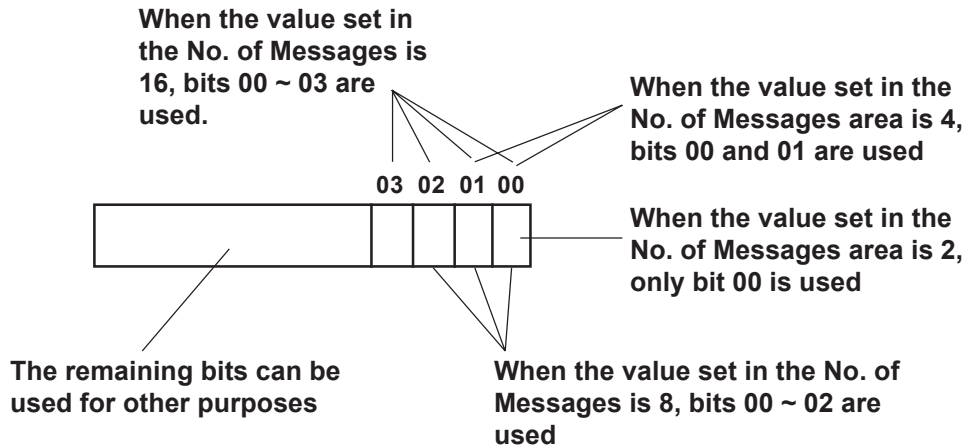 When the value set in
the No. of Messages is
16, bits 00 ~ 03 are
used.
When the value set in the
No. of Messages area is 4,
bits 00 and 01 are used
03 02 01 00
When the value set in the
No. of Messages area is 2,
only bit 00 is used
The remaining bits can be
used for other purposes
When the value set in the No. of
Messages is 8, bits 00 ~ 02 are
used